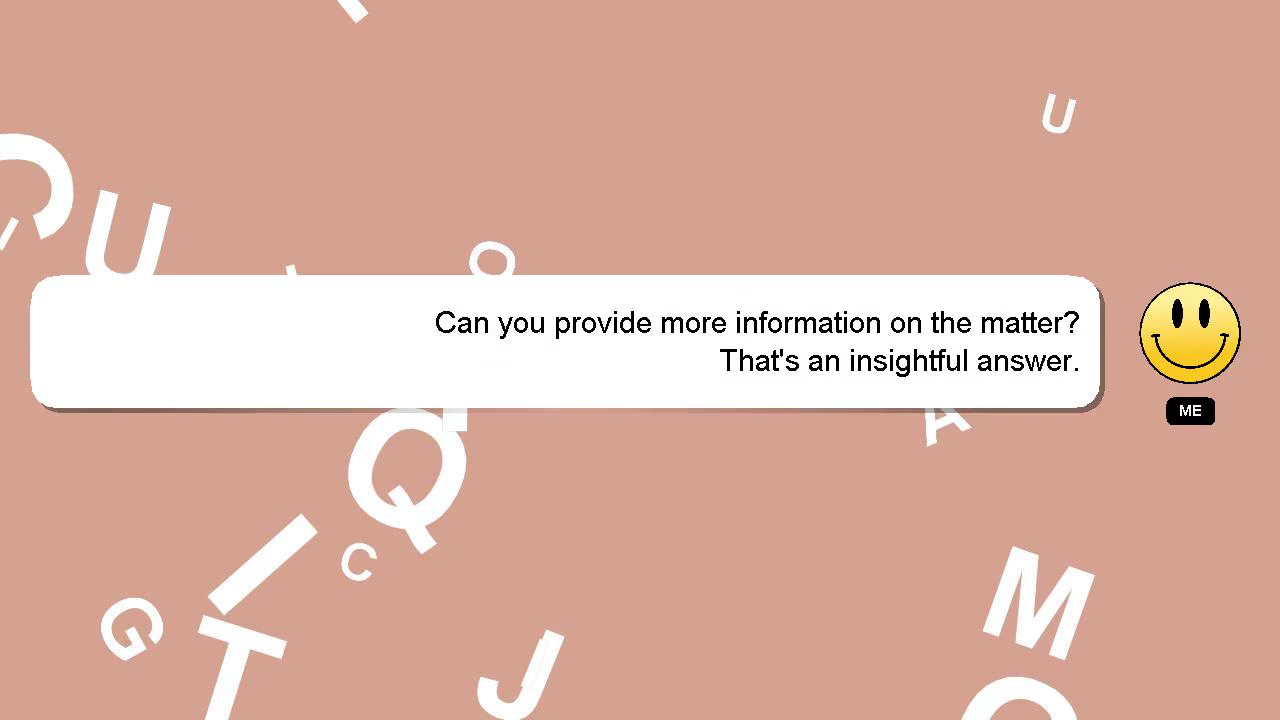 U
U
O
Can you provide more information on the matter?
That's an insightful answer.
ME
A
Q
I
C
G
T
J
M